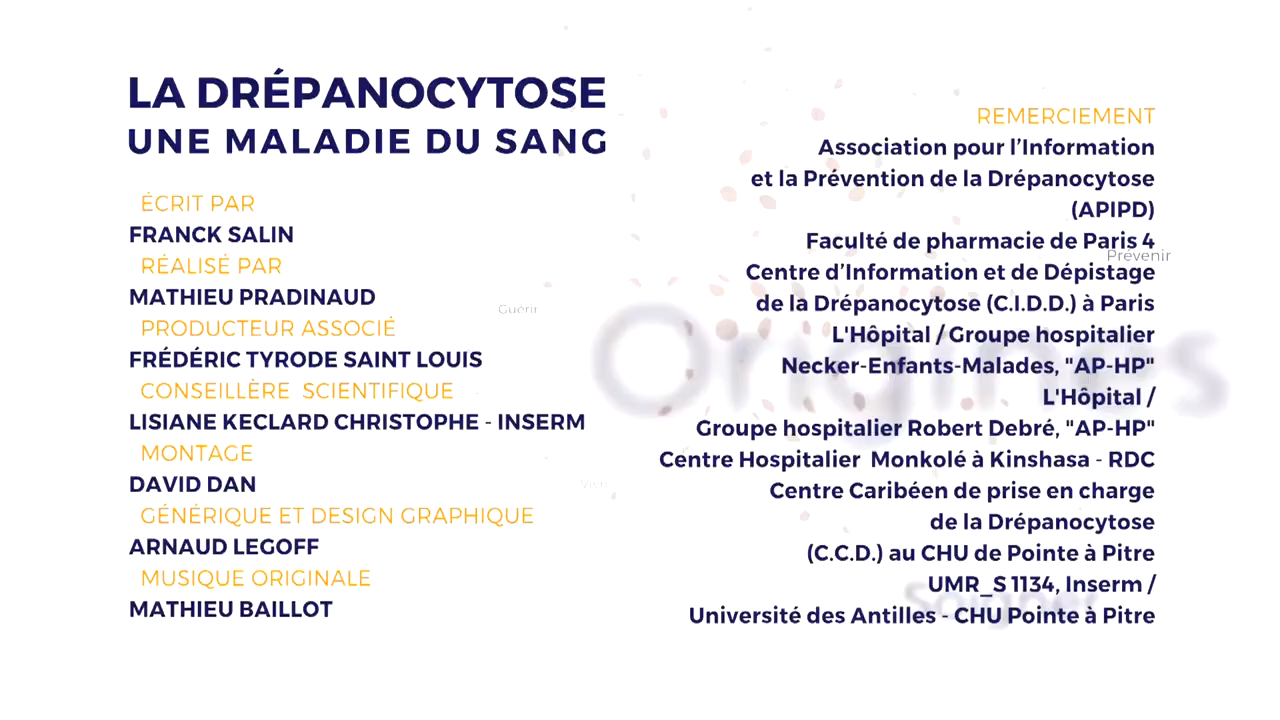 LA DRÉPANOCYTOSE
UNE MALADIE DU SANG
ÉCRIT PAR
FRANCK SALIN
RÉALISÉ PAR
MATHIEU PRADINAUD
PRODUCTEUR ASSOCIÉ
FRÉDÉRIC TYRODE SAINT LOUIS
CONSEILLÈRE SCIENTIFIQUE
LISIANE KECLARD CHRISTOPHE - INSERM
MONTAGE
DAVID DAN
GÉNÉRIQUE ET DESIGN GRAPHIQUE
ARNAUD LEGOFF
MUSIQUE ORIGINALE
MATHIEU BAILLOT
REMERCIEMENT
Association pour l'Information
et la Prévention de la Drépanocytose
(APIPD)
Faculté de pharmacie de Paris 4
Centre d'Information et de Dépistage
de la Drépanocytose (C.I.D.D.) à Paris
L'Hôpital / Groupe hospitalier
Necker-Enfants-Malades, "AP-HP"
L'Hôpital /
Groupe hospitalier Robert Debré, "AP-HP"
Centre Hospitalier Monkolé à Kinshasa - RDC
Centre Caribéen de prise en charge
de la Drépanocytose
(C.C.D.) au CHU de Pointe à Pitre
UMR_S 1134, Inserm /
Université des Antilles - CHU Pointe à Pitre
Prévenir
Guérir
Origines
Soigner